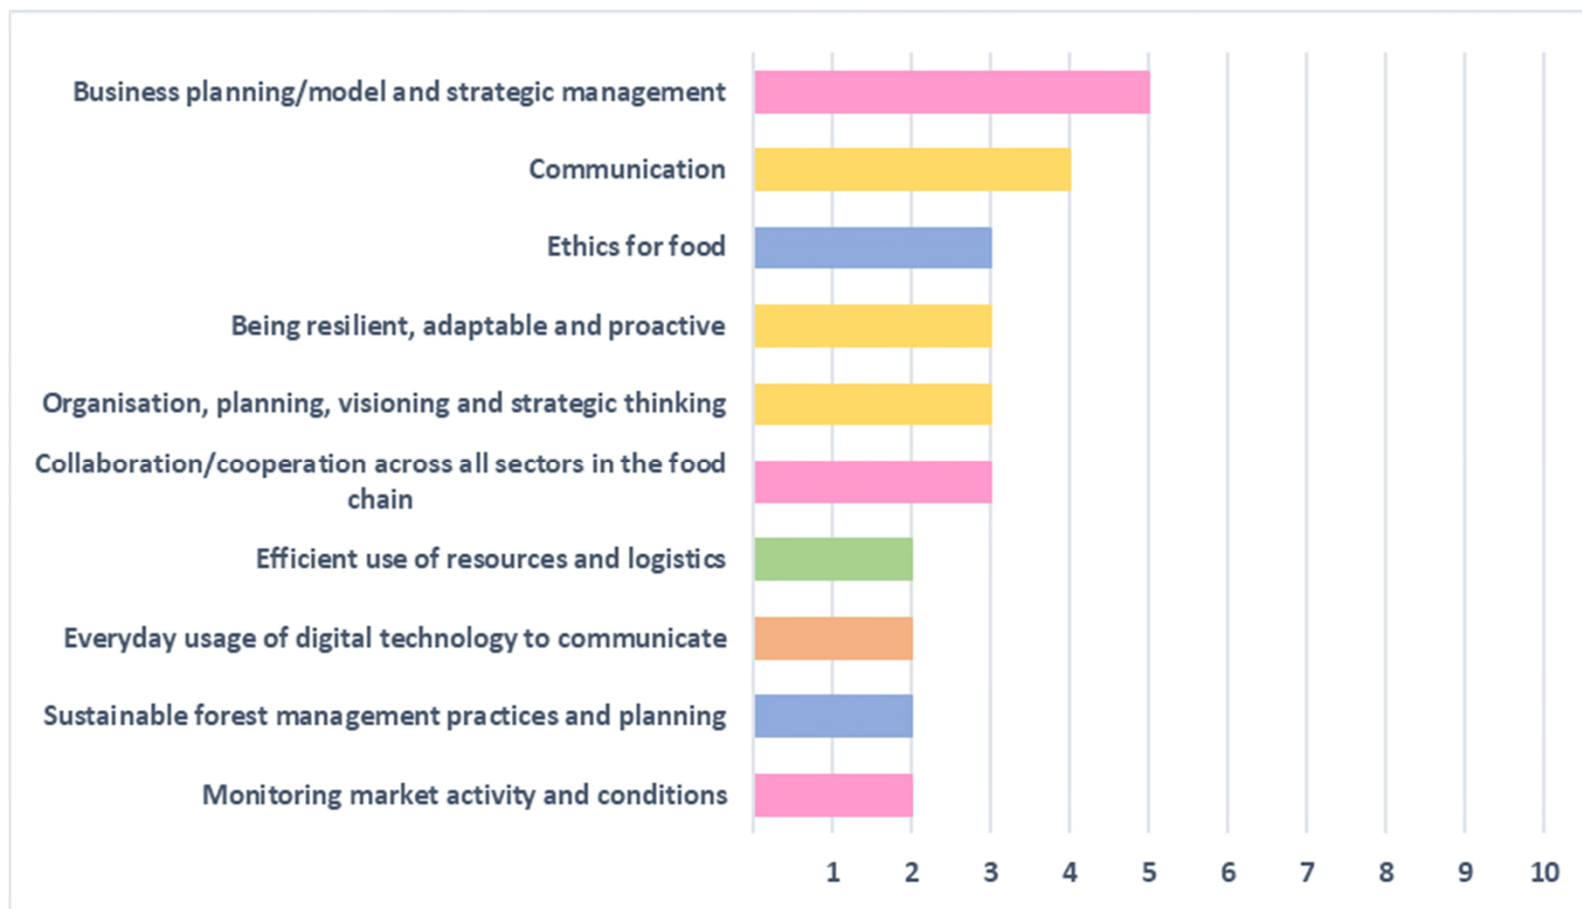 Business planning/model and strategic management
Communication
Ethics for food
Being resilient, adaptable and proactive
Organisation, planning, visioning and strategic thinking
Collaboration/cooperation across all sectors in the food
chain
Efficient use of resources and logistics
Everyday usage of digital technology to communicate
Sustainable forest management practices and planning
Monitoring market activity and conditions
1 2 3 4 5 6 7 8 9 10